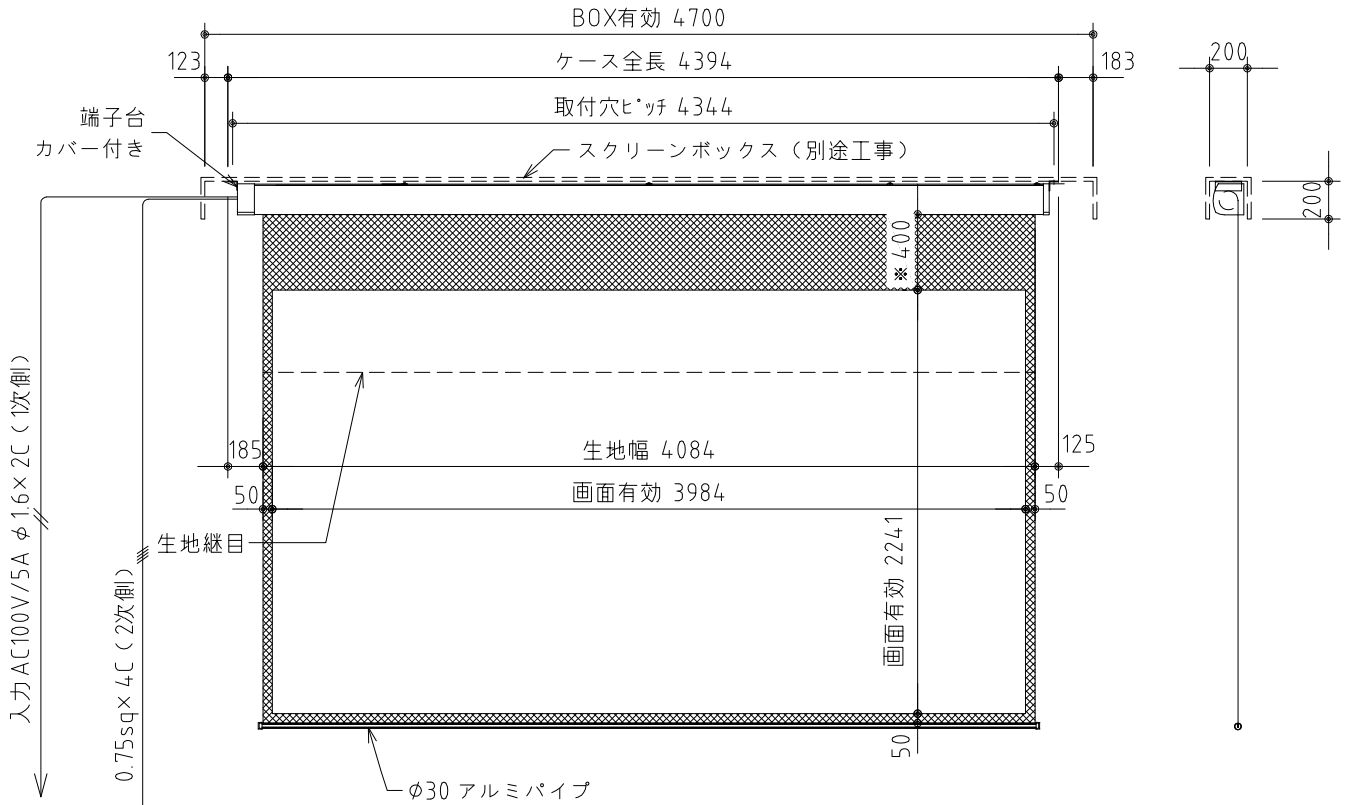 BOX有効 4700
123
ケース全長 4394
183
200
取付穴ピッチ 4344
端子台
カバー付き
スクリーンボックス（別途工事）
200
※ 400
185
生地幅 4084
125
50
画面有効 3984
50
生地継目
画面有効 2241
入力AC100V/5A φ1.6×2C（1次側）
0.75sq×4C（2次側）
50
φ30 アルミパイプ